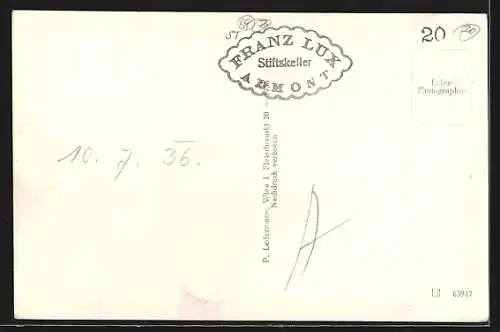 FRANZ LUX
Stiftskeller
ADMONT
20
Echte
Photographie
10. 7. 36.
P. Ledermann, Wien I, Fleischmarkt 20
Nachdruck verboten
A
63947